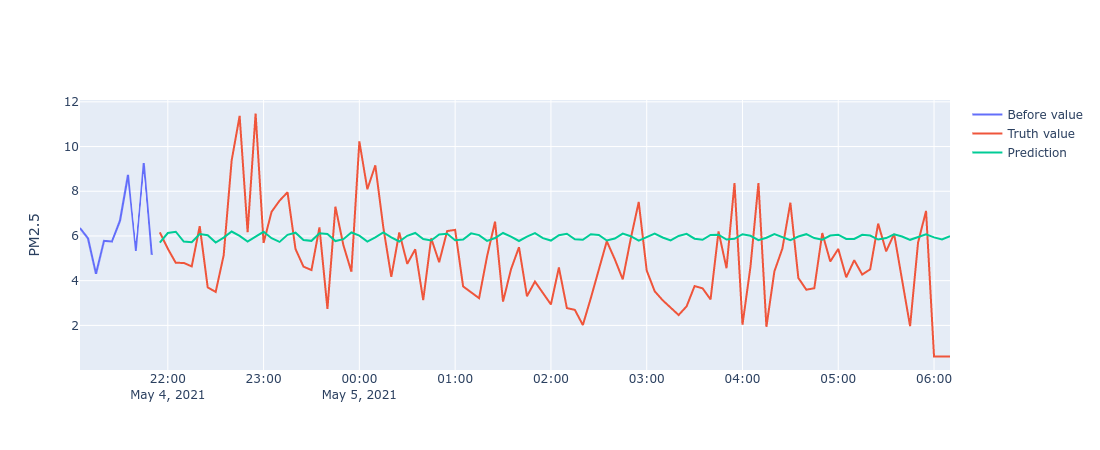 12
10
8
6
4
2
PM2.5
22:00
May 4, 2021
23:00
00:00
May 5, 2021
01:00
02:00
03:00
04:00
05:00
06:00
Before value
Truth value
Prediction